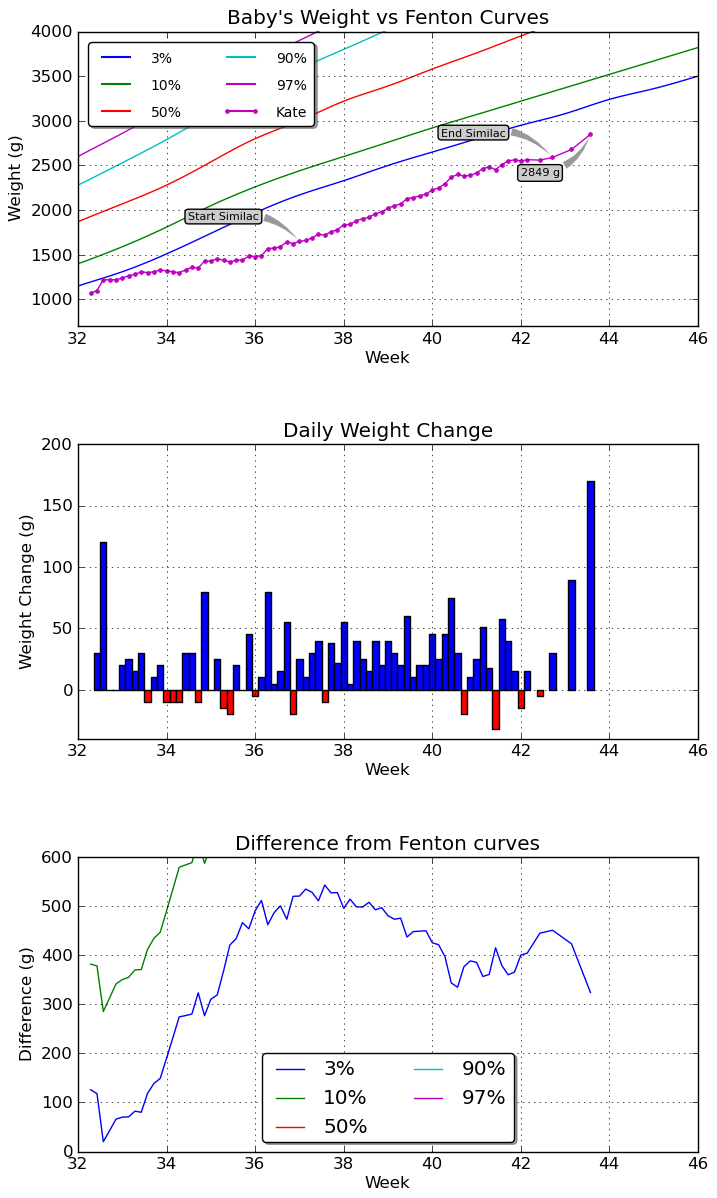 Baby's Weight vs Fenton Curves
4000
3500
3000
2500
2000
1500
1000
Weight (g)
3% 90%
10% 97%
50% Kate
End Similac
2849 g
Start Similac
32 34 36 38 40 42 44 46
Week
Daily Weight Change
200
150
100
50
0
Weight Change (g)
32 34 36 38 40 42 44 46
Week
Difference from Fenton curves
600
500
400
300
200
100
0
Difference (g)
3% 90%
10% 97%
50%
32 34 36 38 40 42 44 46
Week